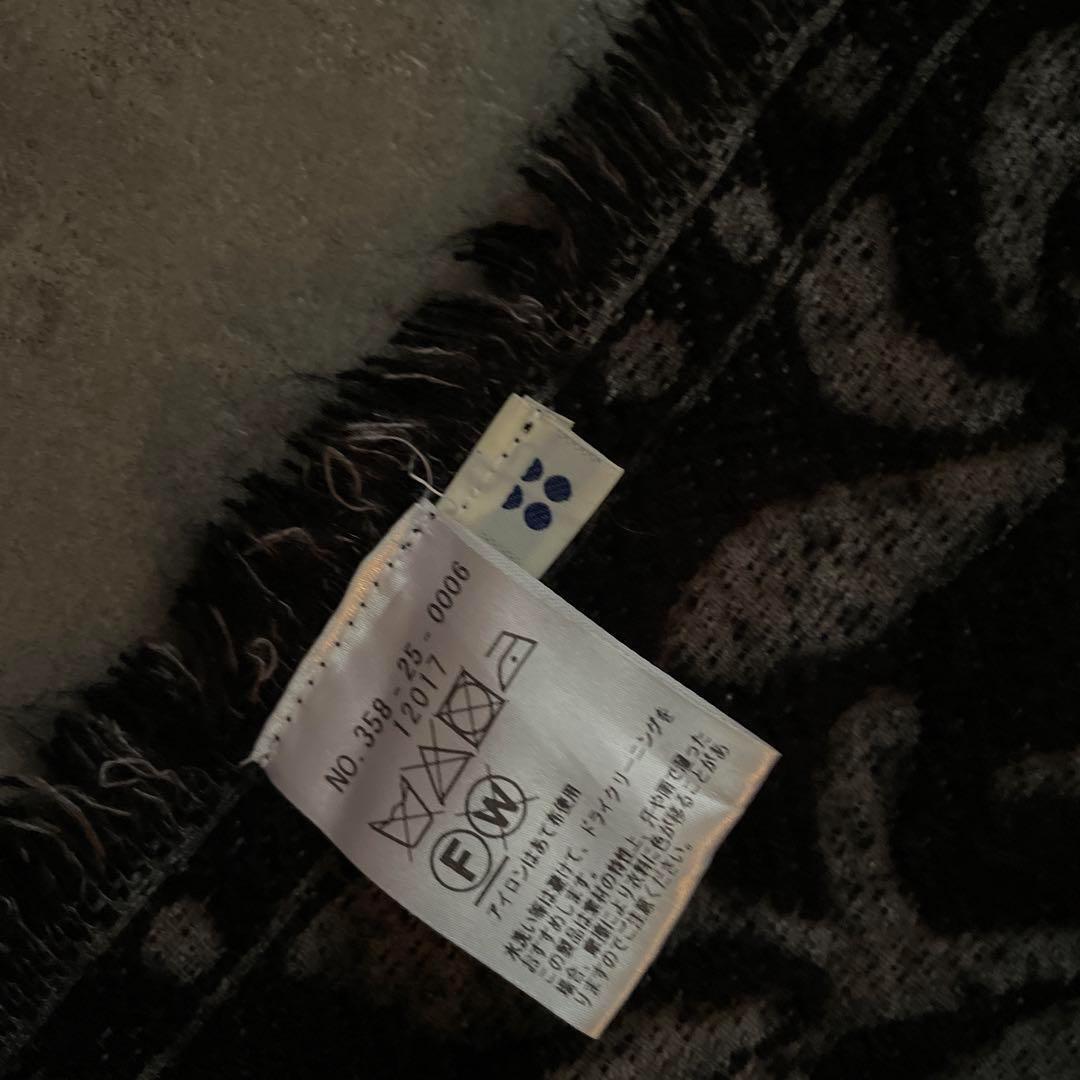 NO. 358-25-0006
12017
F W
アイロンはあて布使用
水洗い等は避けて、ドライクリーニングを
おすすめします。
この製品は素材の特性上、汗や雨で湿った
場合、摩擦により衣類に色が移ることがあ
りますのでご注意ください。